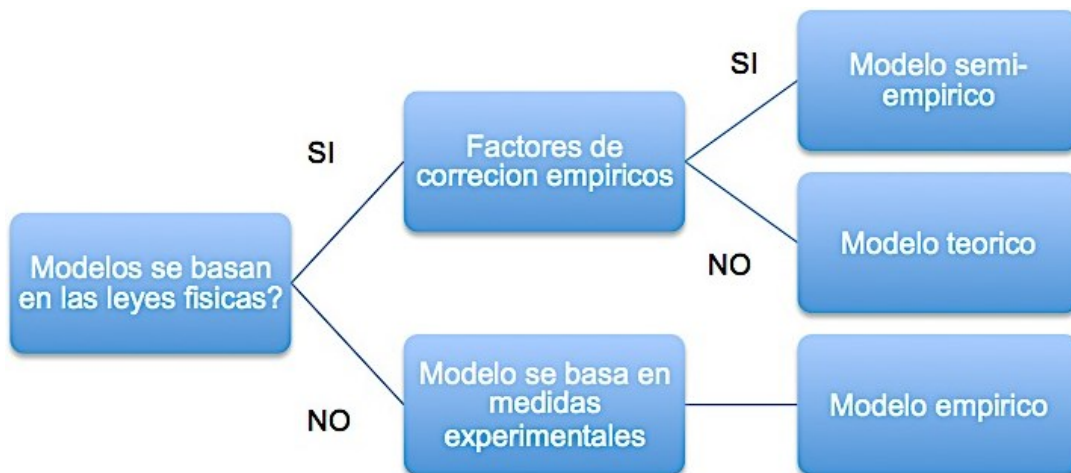 SI
Modelo semi-
empirico
SI
Factores de
correcion empiricos
Modelos se basan
en las leyes fisicas?
NO
Modelo teorico
NO
Modelo se basa en
medidas
experimentales
Modelo empirico